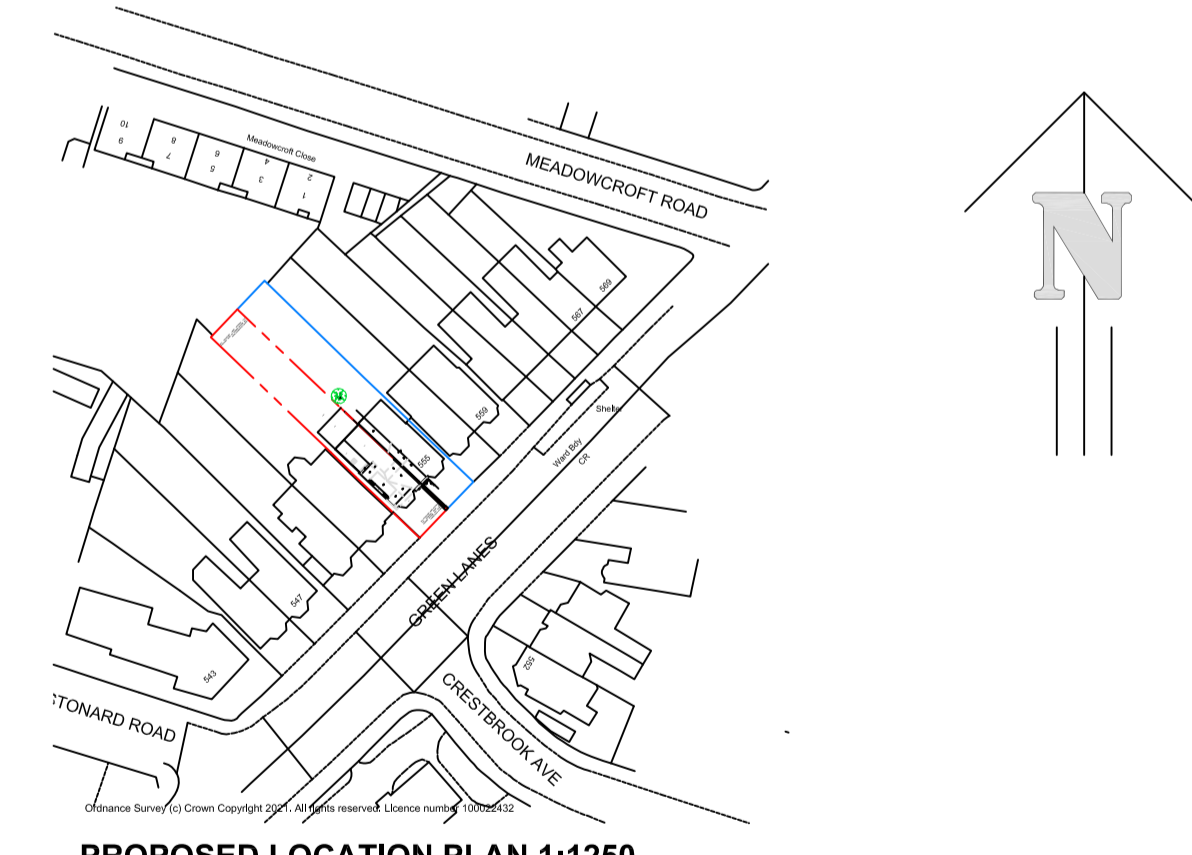 MEADOWCROFT ROAD
Meadowcroft Close
10
9
8
7
6
5
4
3
2
1
N
569
567
559
Shelter
Ward Bdy
CR
555
GREEN LANES
547
552
543
CRESTBROOK AVE
STONARD ROAD
Ordnance Survey (c) Crown Copyright 2021. All rights reserved. Licence number 100022432
PROPOSED LOCATION PLAN 1:1250